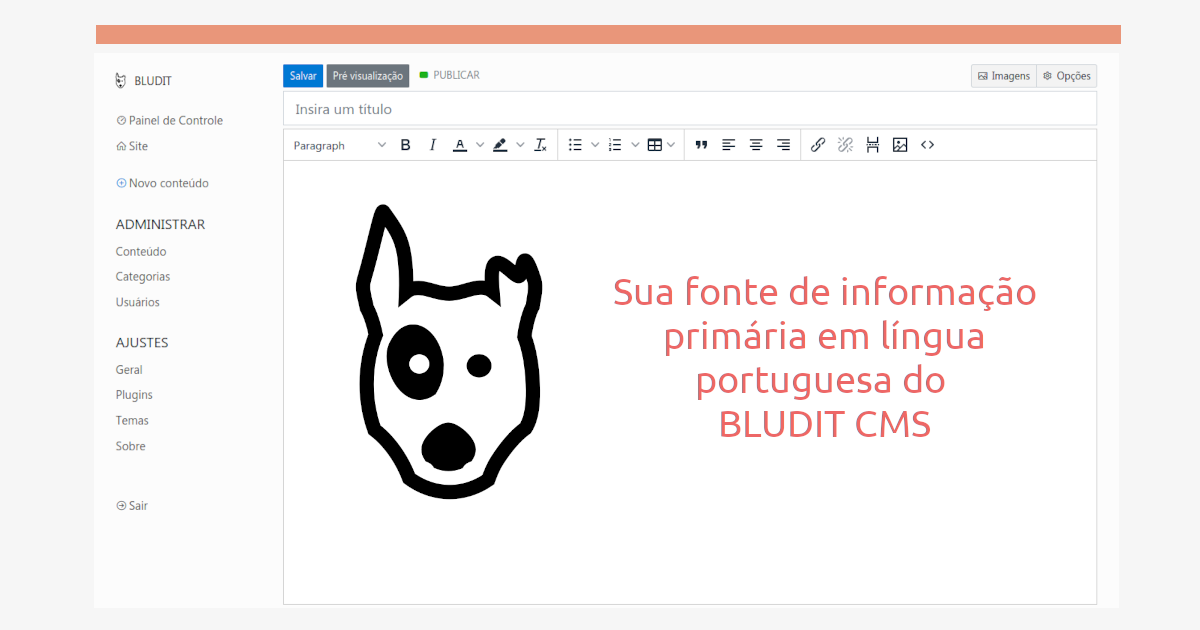 BLUDIT
Painel de Controle
Site
Novo conteúdo
ADMINISTRAR
Conteúdo
Categorias
Usuários
AJUSTES
Geral
Plugins
Temas
Sobre
Sair
Salvar
Pré visualização
PUBLICAR
Imagens
Opções
Insira um título
Paragraph
Sua fonte de informação
primária em língua
portuguesa do
BLUDIT CMS